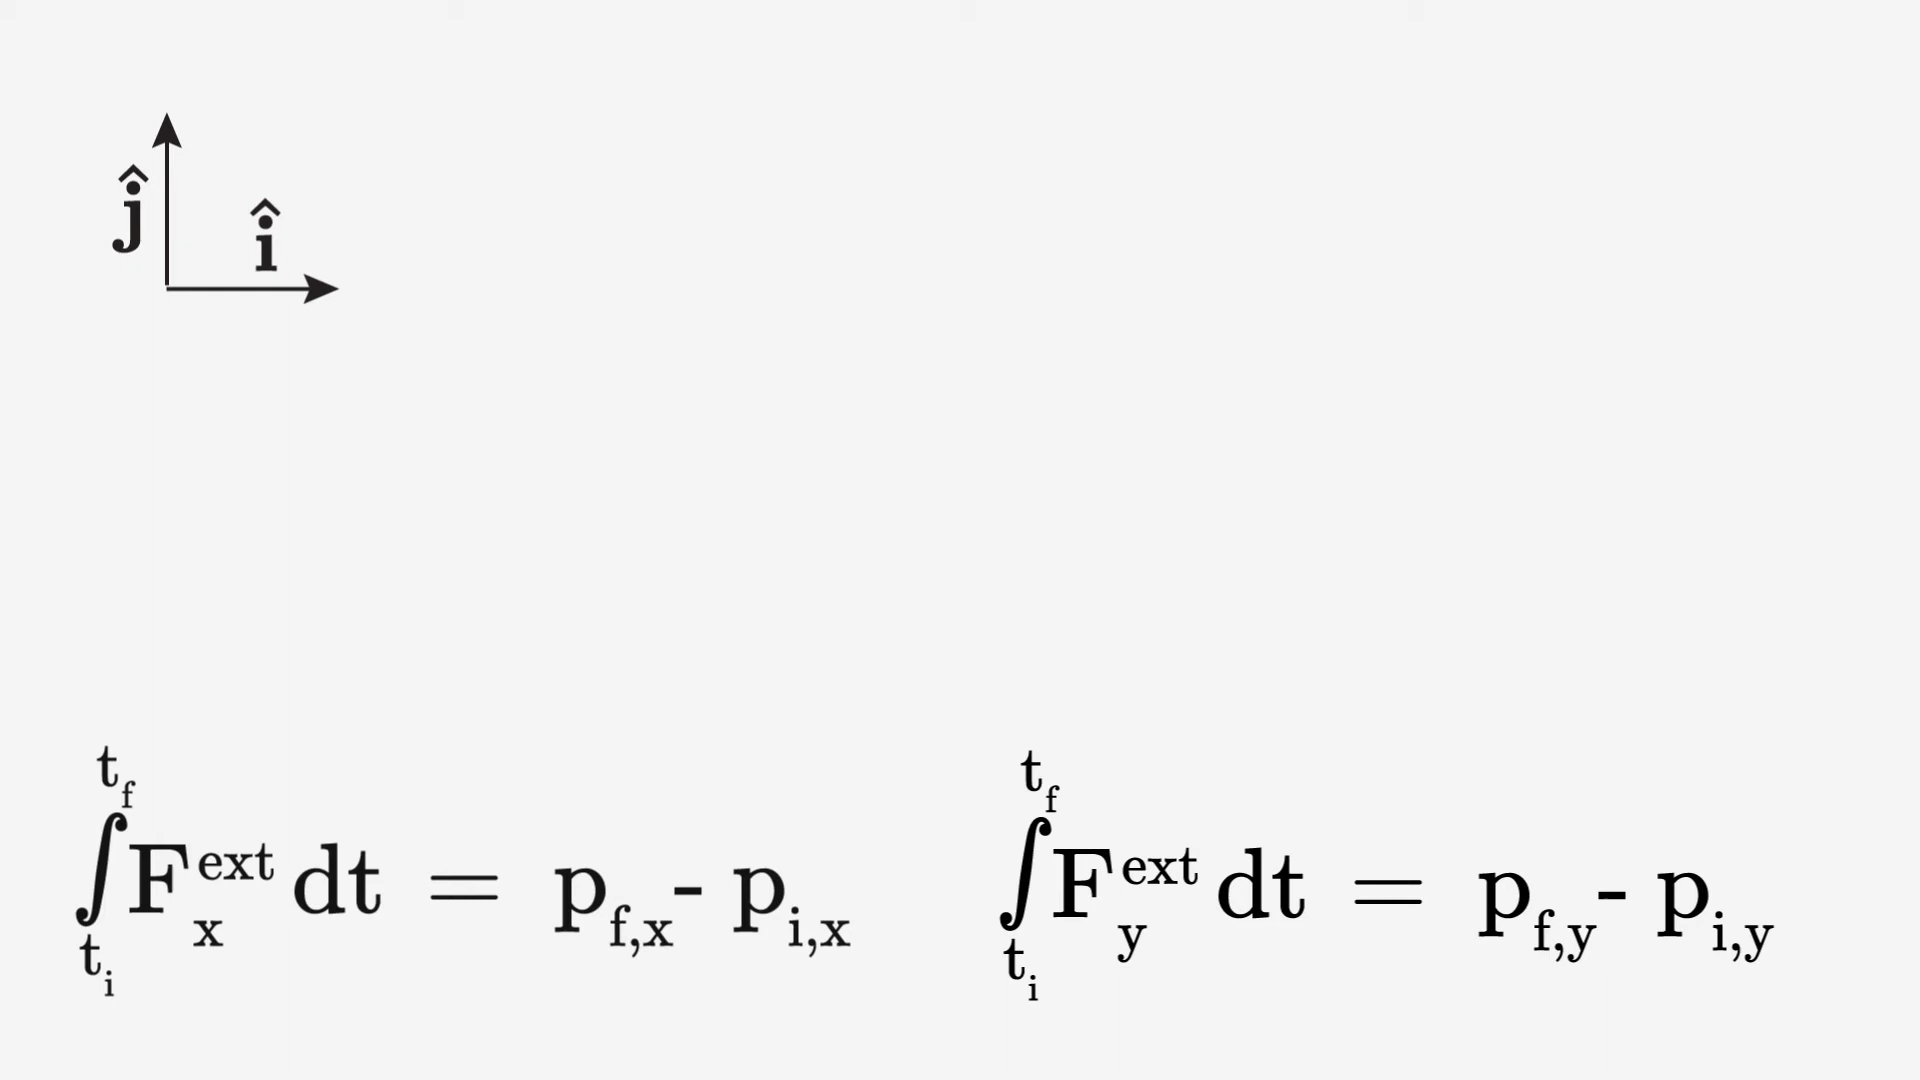 ĵ
î
∫_{t_i}^{t_f} F_x^{ext} dt = p_{f,x} - p_{i,x}
∫_{t_i}^{t_f} F_y^{ext} dt = p_{f,y} - p_{i,y}